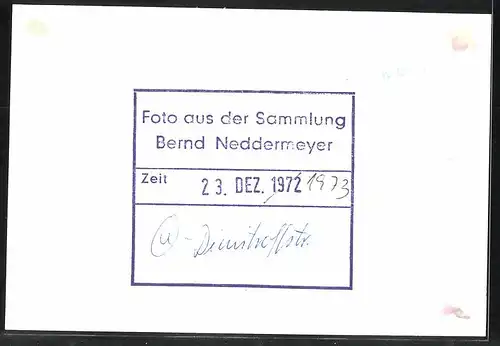 Foto aus der Sammlung
Bernd Neddermeyer
Zeit 23. DEZ. 1972 1973